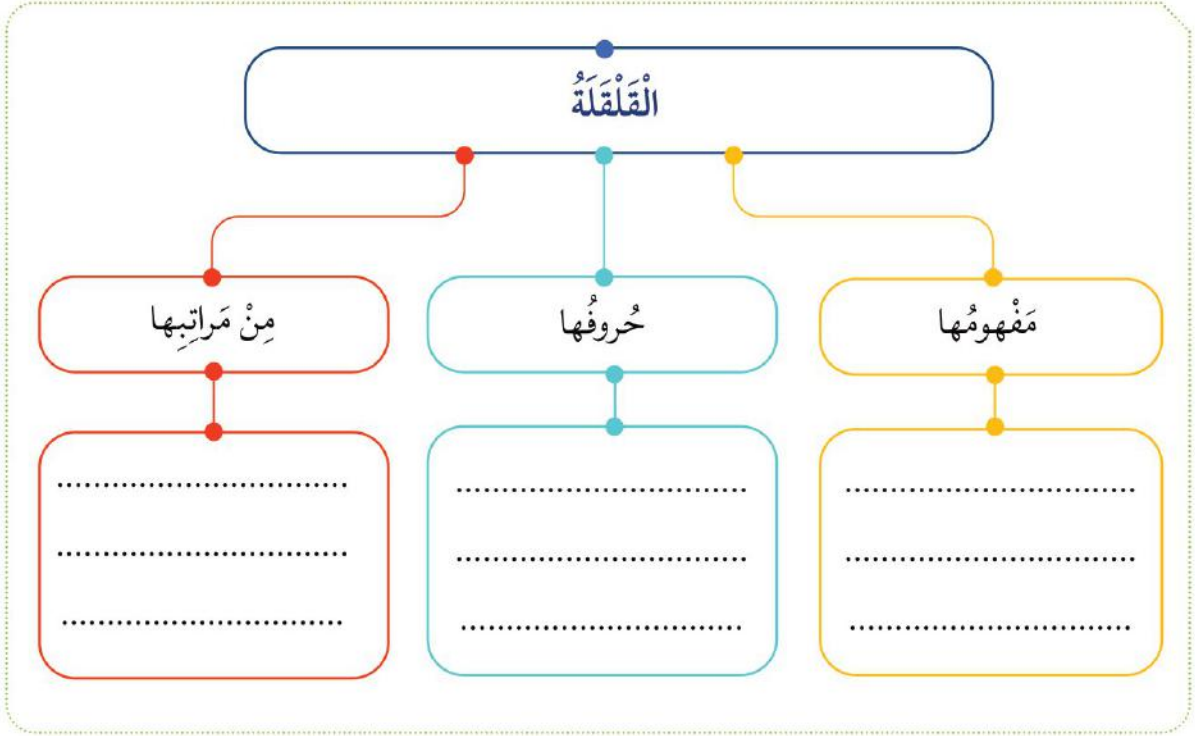 الْقَلْقَلَةُ
مَفْهومُها
حُروفُها
مِنْ مَراتِبِها